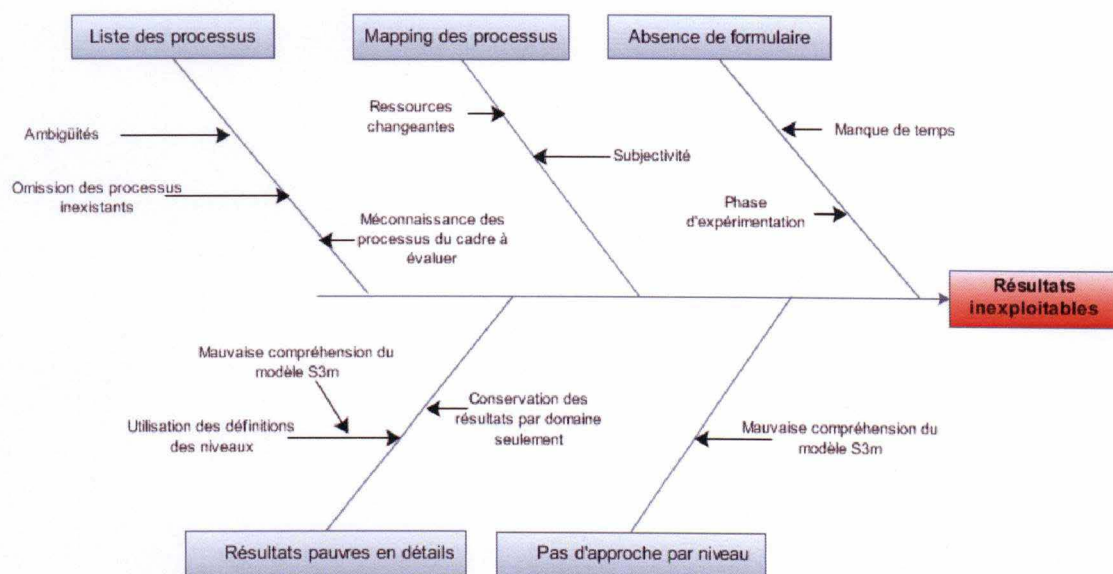 Liste des processus
Mapping des processus
Absence de formulaire
Ambigüités
Omission des processus
inexistants
Méconnaissance des
processus du cadre à
évaluer
Ressources
changeantes
Subjectivité
Manque de temps
Phase
d'expérimentation
Résultats
inexploitables
Mauvaise compréhension du
modèle S3m
Utilisation des définitions
des niveaux
Conservation des
résultats par domaine
seulement
Mauvaise compréhension du
modèle S3m
Résultats pauvres en détails
Pas d'approche par niveau